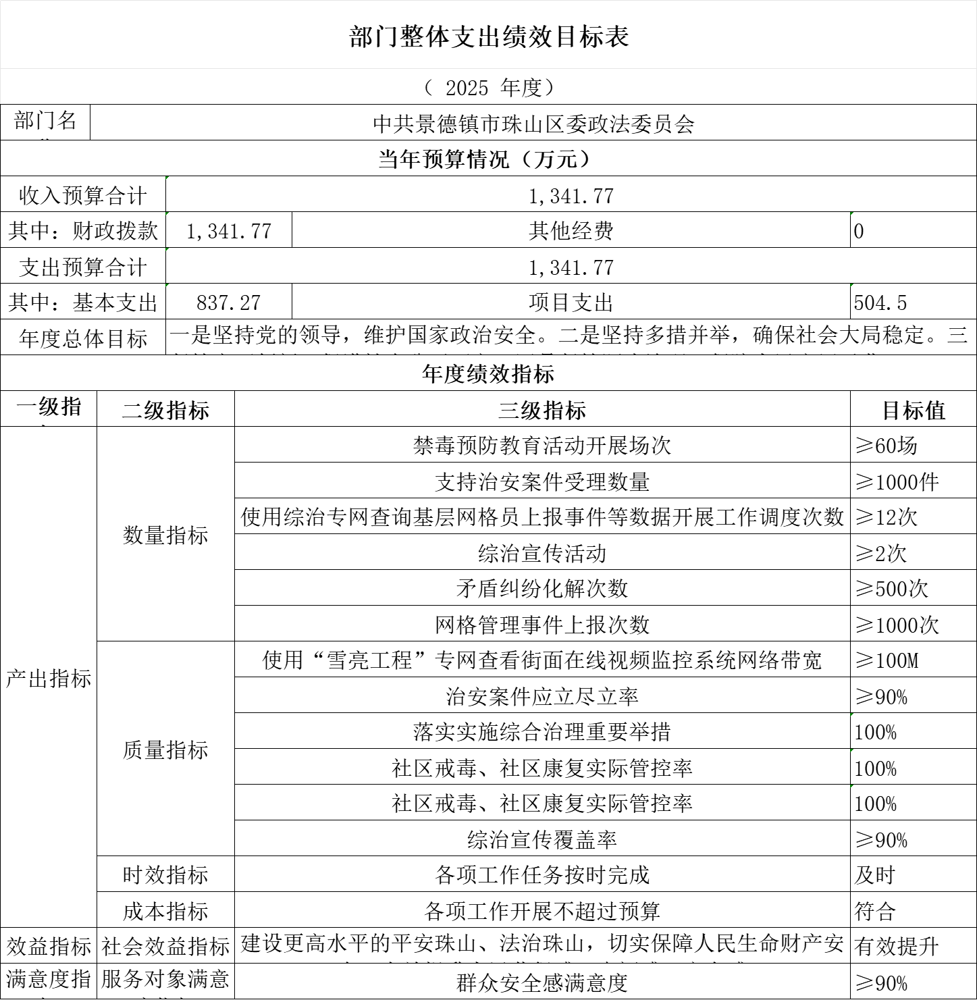 部门整体支出绩效目标表
（ 2025 年度）
部门名 中共景德镇市珠山区委政法委员会
当年预算情况（万元）
收入预算合计 1,341.77
其中：财政拨款 1,341.77 其他经费 0
支出预算合计 1,341.77
其中：基本支出 837.27 项目支出 504.5
年度总体目标 一是坚持党的领导，维护国家政治安全。二是坚持多措并举，确保社会大局稳定。三
年度绩效指标
一级指 二级指标 三级指标 目标值
产出指标 数量指标 禁毒预防教育活动开展场次 ≥60场
支持治安案件受理数量 ≥1000件
使用综治专网查询基层网格员上报事件等数据开展工作调度次数 ≥12次
综治宣传活动 ≥2次
矛盾纠纷化解次数 ≥500次
网格管理事件上报次数 ≥1000次
质量指标 使用“雪亮工程”专网查看街面在线视频监控系统网络带宽 ≥100M
治安案件应立尽立率 ≥90%
落实实施综合治理重要举措 100%
社区戒毒、社区康复实际管控率 100%
社区戒毒、社区康复实际管控率 100%
综治宣传覆盖率 ≥90%
时效指标 各项工作任务按时完成 及时
成本指标 各项工作开展不超过预算 符合
效益指标 社会效益指标 建设更高水平的平安珠山、法治珠山，切实保障人民生命财产安 有效提升
满意度指 服务对象满意 群众安全感满意度 ≥90%